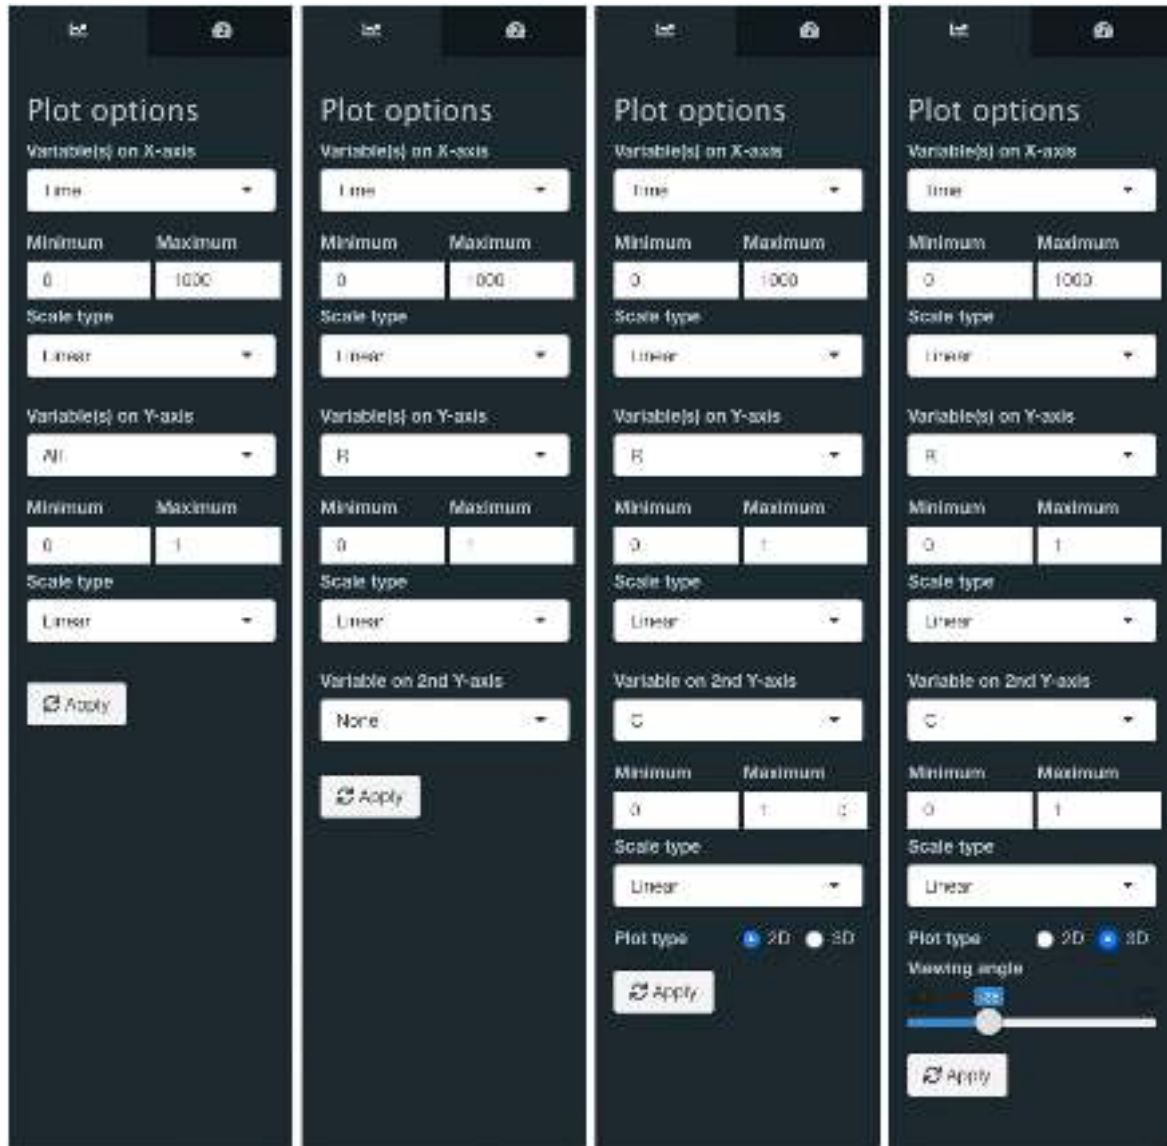 Plot options
Variable(s) on X-axis
Time
Minimum Maximum
0 1000
Scale type
Linear
Variable(s) on Y-axis
All
Minimum Maximum
0 1
Scale type
Linear
Apply
Plot options
Variable(s) on X-axis
Time
Minimum Maximum
0 1000
Scale type
Linear
Variable(s) on Y-axis
R
Minimum Maximum
0 1
Scale type
Linear
Variable on 2nd Y-axis
None
Apply
Plot options
Variable(s) on X-axis
Time
Minimum Maximum
0 1000
Scale type
Linear
Variable(s) on Y-axis
R
Minimum Maximum
0 1
Scale type
Linear
Variable on 2nd Y-axis
C
Minimum Maximum
0 1
Scale type
Linear
Plot type 2D 3D
Apply
Plot options
Variable(s) on X-axis
Time
Minimum Maximum
0 1000
Scale type
Linear
Variable(s) on Y-axis
R
Minimum Maximum
0 1
Scale type
Linear
Variable on 2nd Y-axis
C
Minimum Maximum
0 1
Scale type
Linear
Plot type 2D 3D
Viewing angle
Apply